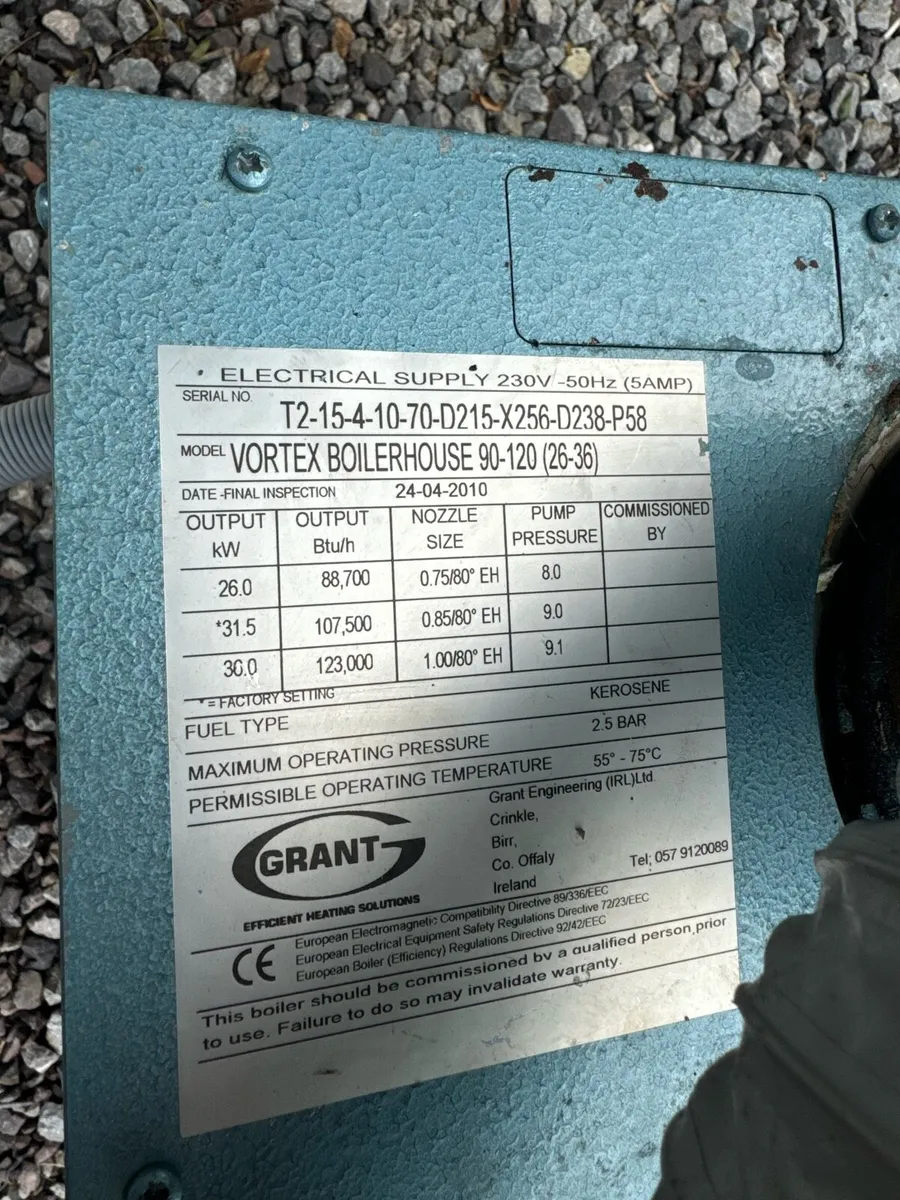 ELECTRICAL SUPPLY 230V -50Hz (5AMP)
SERIAL NO. T2-15-4-10-70-D215-X256-D238-P58
MODEL VORTEX BOILERHOUSE 90-120 (26-36)
DATE -FINAL INSPECTION 24-04-2010
OUTPUT kW OUTPUT Btu/h NOZZLE SIZE PUMP PRESSURE COMMISSIONED BY
26.0 88,700 0.75/80° EH 8.0
*31.5 107,500 0.85/80° EH 9.0
36.0 123,000 1.00/80° EH 9.1
* = FACTORY SETTING
FUEL TYPE KEROSENE
MAXIMUM OPERATING PRESSURE 2.5 BAR
PERMISSIBLE OPERATING TEMPERATURE 55° - 75°C
GRANT
EFFICIENT HEATING SOLUTIONS
Grant Engineering (IRL)Ltd
Crinkle,
Birr,
Co. Offaly Tel; 057 9120089
Ireland
CE
European Electromagnetic Compatibility Directive 89/336/EEC
European Electrical Equipment Safety Regulations Directive 72/23/EEC
European Boiler (Efficiency) Regulations Directive 92/42/EEC
This boiler should be commissioned by a qualified person,prior
to use. Failure to do so may invalidate warranty.